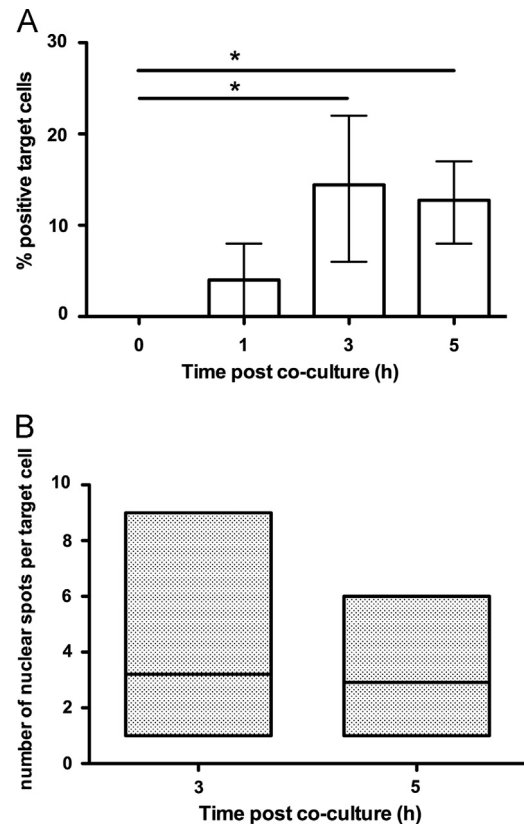 A
30
20
10
0
% positive target cells
*
*
0 1 3 5
Time post co-culture (h)
B
10
8
6
4
2
0
number of nuclear spots per target cell
3 5
Time post co-culture (h)